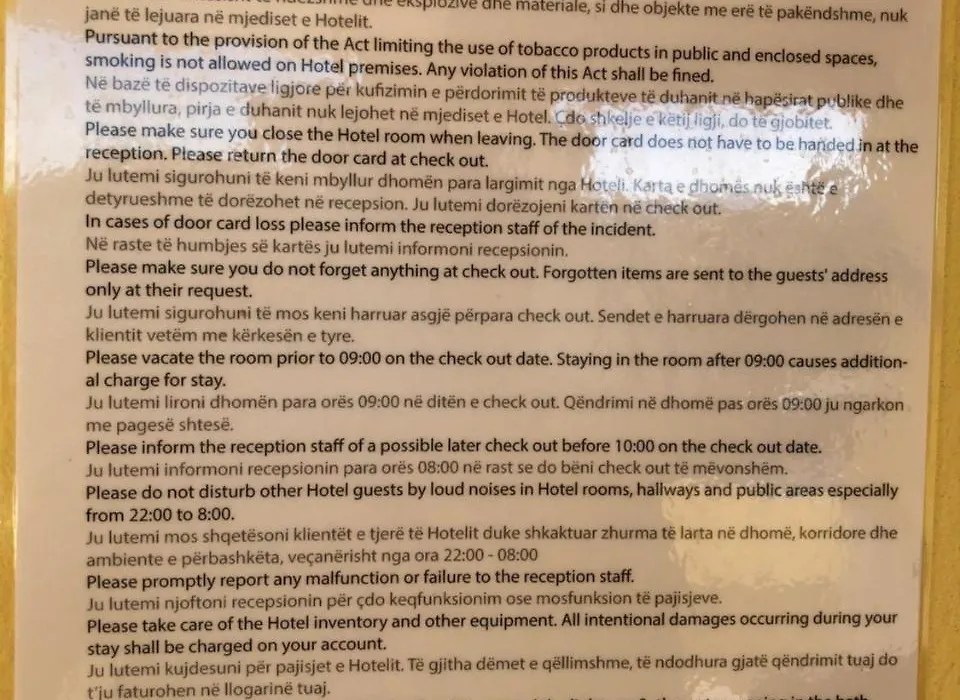 dhe eksplozive dhe materiale, si dhe objekte me erë të pakëndshme, nuk
janë të lejuara në mjediset e Hotelit.
Pursuant to the provision of the Act limiting the use of tobacco products in public and enclosed spaces,
smoking is not allowed on Hotel premises. Any violation of this Act shall be fined.
Në bazë të dispozitave ligjore për kufizimin e përdorimit të produkteve të duhanit në hapësirat publike dhe
të mbyllura, pirja e duhanit nuk lejohet në mjediset e Hotel. Çdo shkelje e këtij ligji, do të gjobitet.
Please make sure you close the Hotel room when leaving. The door card does not have to be handed in at the
reception. Please return the door card at check out.
Ju lutemi sigurohuni të keni mbyllur dhomën para largimit nga Hoteli. Karta e dhomës nuk është e
detyrueshme të dorëzohet në recepsion. Ju lutemi dorëzojeni kartën në check out.
In cases of door card loss please inform the reception staff of the incident.
Në raste të humbjes së kartës ju lutemi informoni recepsionin.
Please make sure you do not forget anything at check out. Forgotten items are sent to the guests' address
only at their request.
Ju lutemi sigurohuni të mos keni harruar asgjë përpara check out. Sendet e harruara dërgohen në adresën e
klientit vetëm me kërkesën e tyre.
Please vacate the room prior to 09:00 on the check out date. Staying in the room after 09:00 causes addition-
al charge for stay.
Ju lutemi lironi dhomën para orës 09:00 në ditën e check out. Qëndrimi në dhomë pas orës 09:00 ju ngarkon
me pagesë shtesë.
Please inform the reception staff of a possible later check out before 10:00 on the check out date.
Ju lutemi informoni recepsionin para orës 08:00 në rast se do bëni check out të mëvonshëm.
Please do not disturb other Hotel guests by loud noises in Hotel rooms, hallways and public areas especially
from 22:00 to 8:00.
Ju lutemi mos shqetësoni klientët e tjerë të Hotelit duke shkaktuar zhurma të larta në dhomë, korridore dhe
ambiente e përbashkëta, veçanërisht nga ora 22:00 - 08:00
Please promptly report any malfunction or failure to the reception staff.
Ju lutemi njoftoni recepsionin për çdo keqfunksionim ose mosfunksion të pajisjeve.
Please take care of the Hotel inventory and other equipment. All intentional damages occurring during your
stay shall be charged on your account.
Ju lutemi kujdesuni për pajisjet e Hotelit. Të gjitha dëmet e qëllimshme, të ndodhura gjatë qëndrimit tuaj do
t'ju faturohen në llogarinë tuaj.